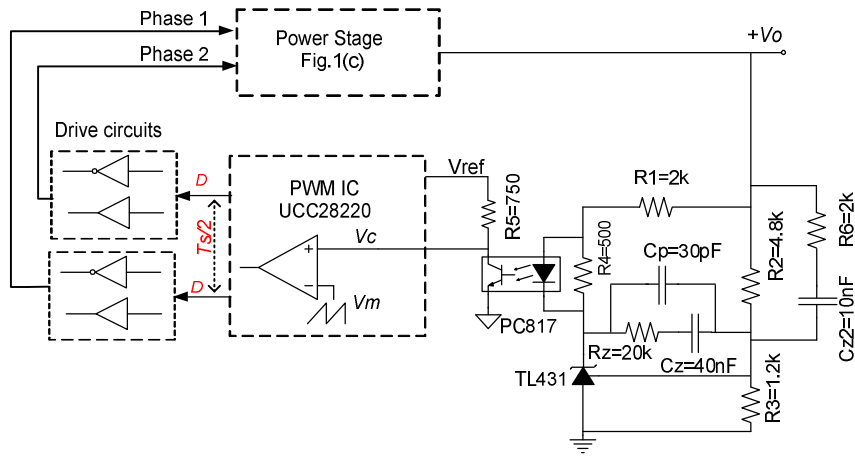 Phase 1
Phase 2
Power Stage
Fig.1(c)
+Vo
Drive circuits
D
Ts/2
D
PWM IC
UCC28220
+
Vc
−
Vm
Vref
R5=750
PC817
R1=2k
R4=500
Cp=30pF
Rz=20k
Cz=40nF
TL431
R2=4.8k
R3=1.2k
R6=2k
Cz2=10nF